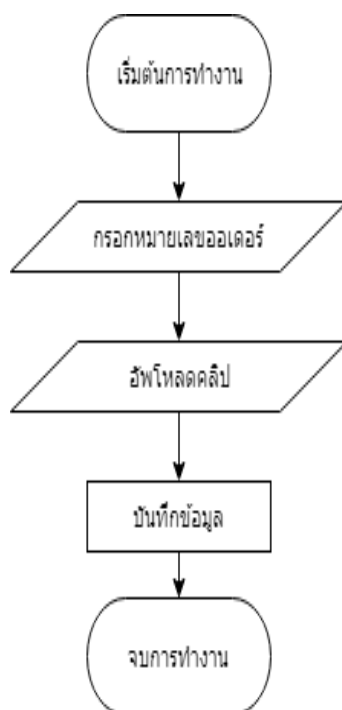 เริ่มต้นการทำงาน
กรอกหมายเลขออเดอร์
อัพโหลดคลิป
บันทึกข้อมูล
จบการทำงาน